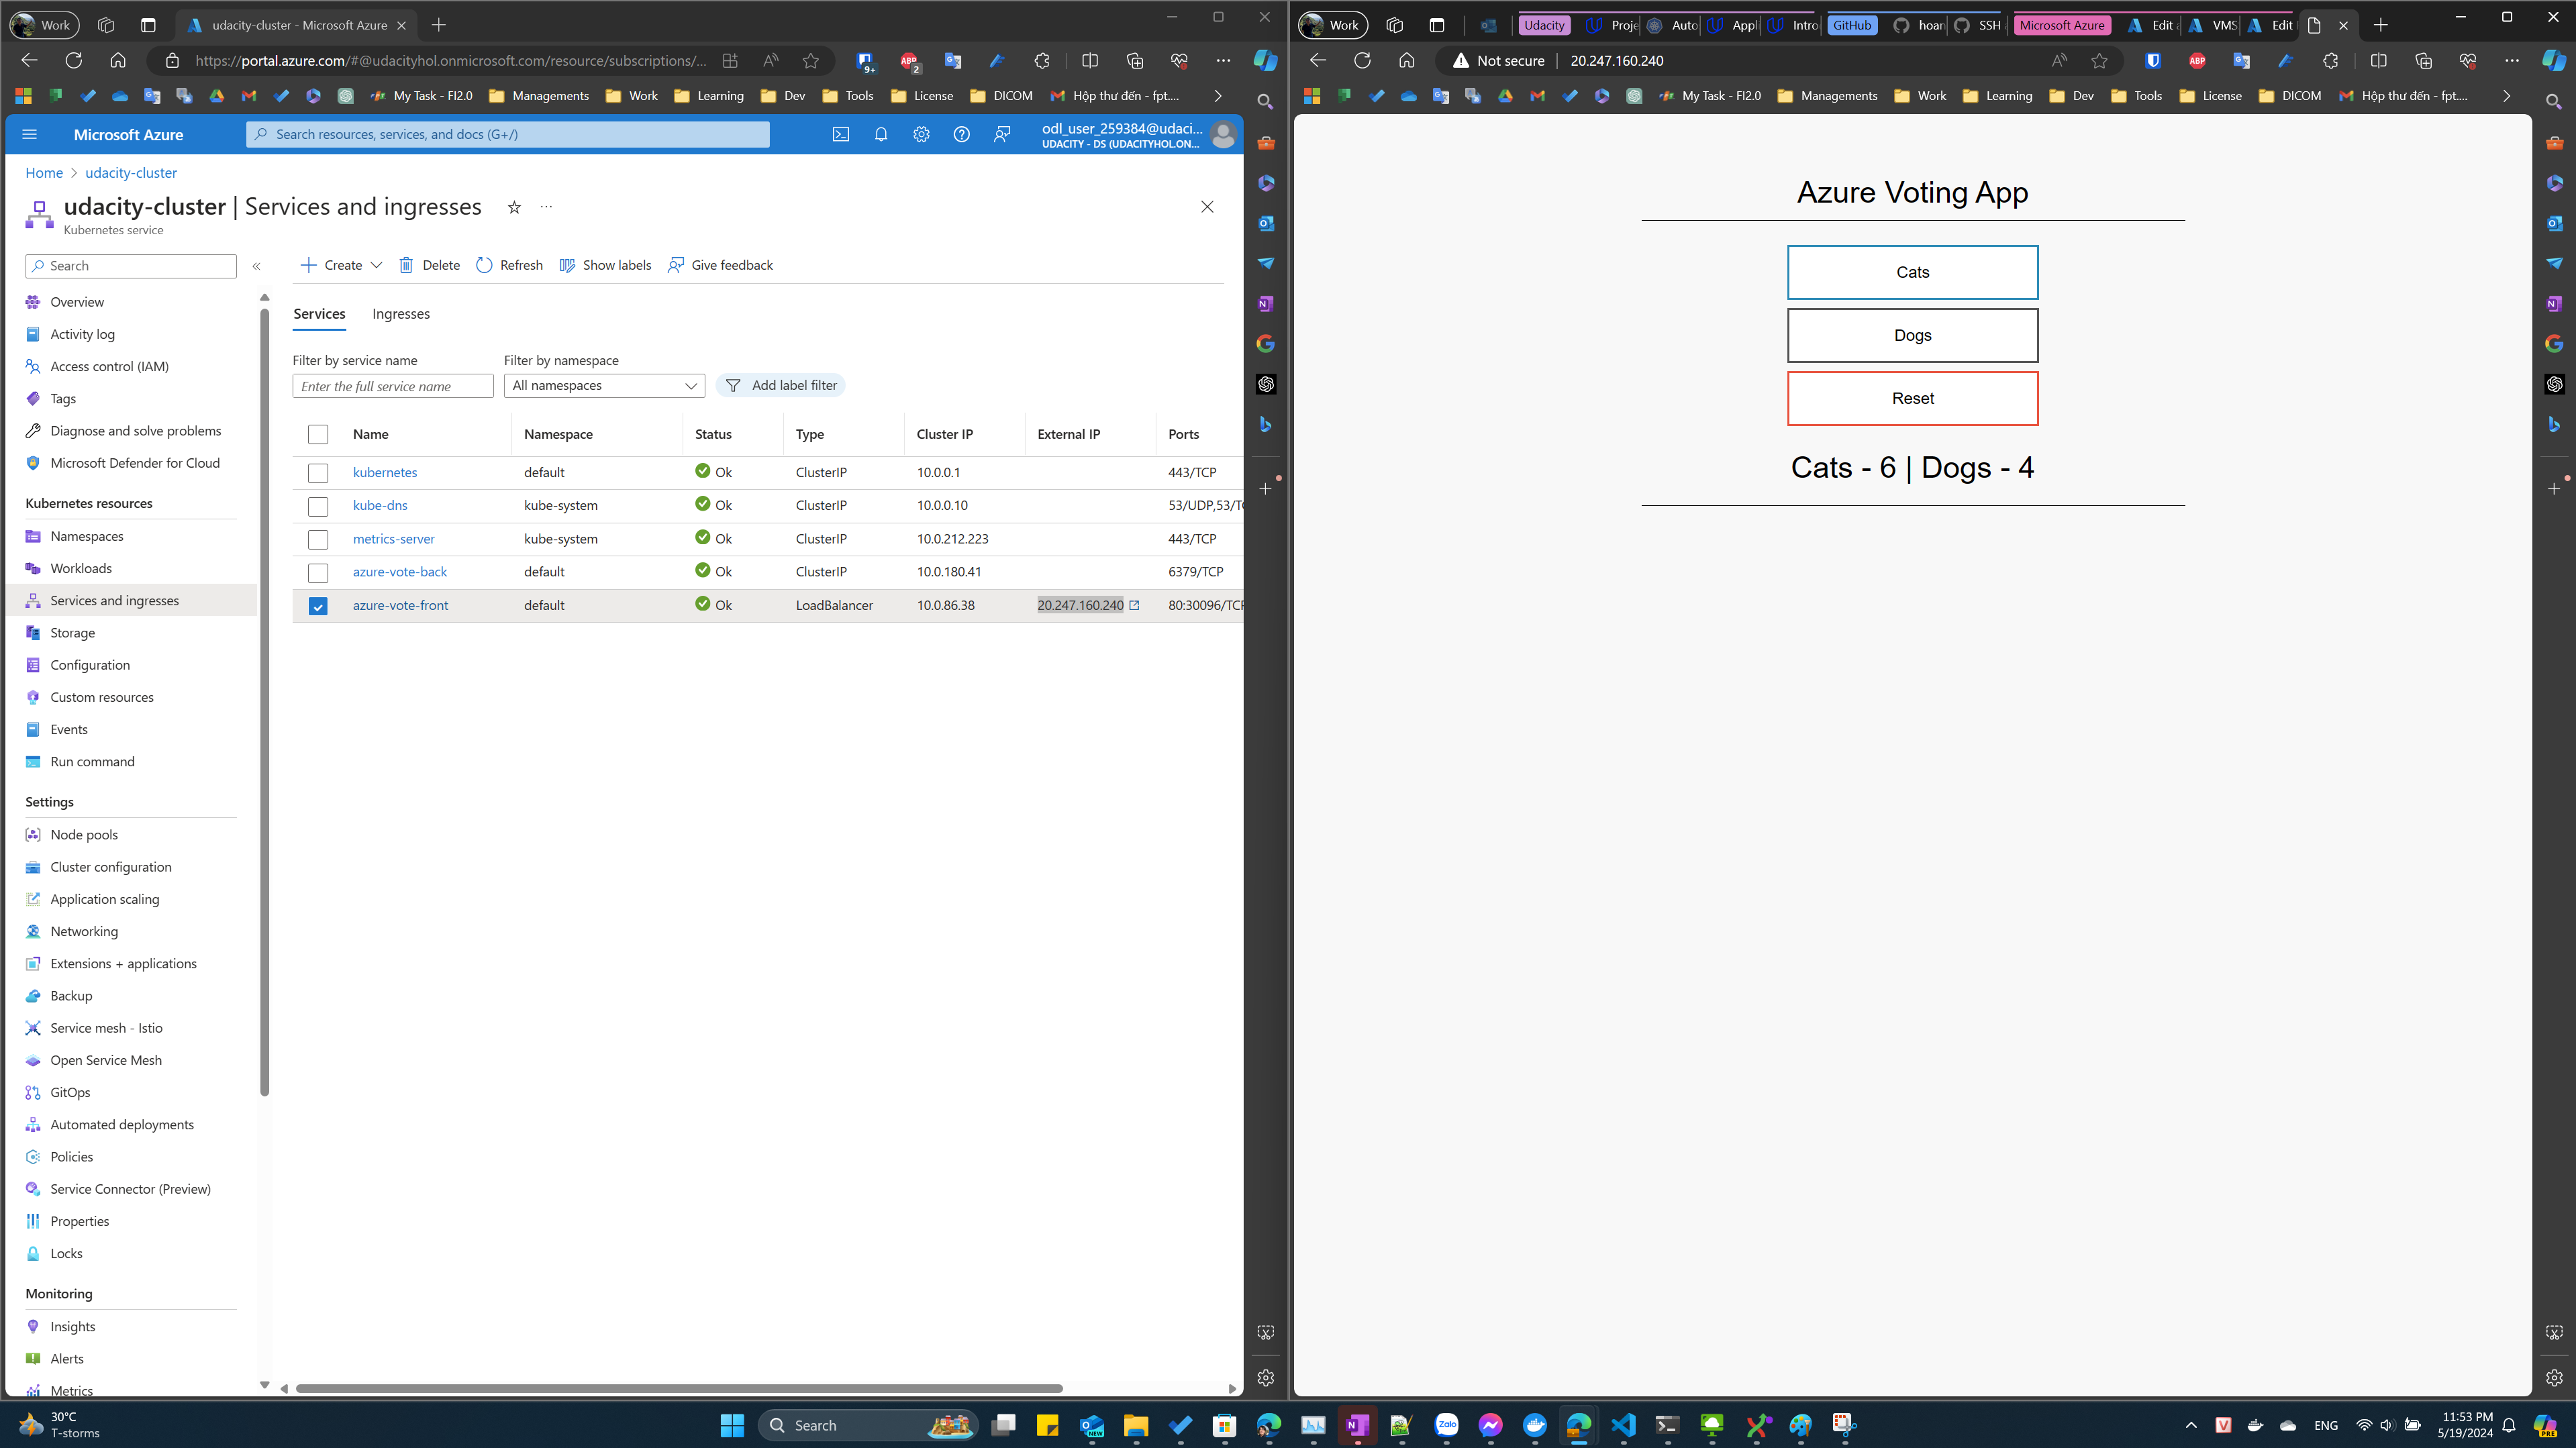 Work
udacity-cluster - Microsoft Azure
https://portal.azure.com/#@udacityhol.onmicrosoft.com/resource/subscriptions/...
9+
ABP
2
My Task - FI2.0
Managements
Work
Learning
Dev
Tools
License
DICOM
Hộp thư đến - fpt....
Microsoft Azure
Search resources, services, and docs (G+/)
odl_user_259384@udaci...
UDACITY - DS (UDACITYHOL.ON...
Home > udacity-cluster
udacity-cluster | Services and ingresses
Kubernetes service
Search
Overview
Activity log
Access control (IAM)
Tags
Diagnose and solve problems
Microsoft Defender for Cloud
Kubernetes resources
Namespaces
Workloads
Services and ingresses
Storage
Configuration
Custom resources
Events
Run command
Settings
Node pools
Cluster configuration
Application scaling
Networking
Extensions + applications
Backup
Service mesh - Istio
Open Service Mesh
GitOps
Automated deployments
Policies
Service Connector (Preview)
Properties
Locks
Monitoring
Insights
Alerts
Metrics
Create
Delete
Refresh
Show labels
Give feedback
Services
Ingresses
Filter by service name
Filter by namespace
Enter the full service name
All namespaces
Add label filter
Name Namespace Status Type Cluster IP External IP Ports
kubernetes default Ok ClusterIP 10.0.0.1 443/TCP
kube-dns kube-system Ok ClusterIP 10.0.0.10 53/UDP,53/TC
metrics-server kube-system Ok ClusterIP 10.0.212.223 443/TCP
azure-vote-back default Ok ClusterIP 10.0.180.41 6379/TCP
azure-vote-front default Ok LoadBalancer 10.0.86.38 20.247.160.240 80:30096/TCP
Work
Udacity
Proje
Auto
Appl
Intro
GitHub
hoan
SSH
Microsoft Azure
Edit
VMS
Edit
Not secure
20.247.160.240
ABP
My Task - FI2.0
Managements
Work
Learning
Dev
Tools
License
DICOM
Hộp thư đến - fpt....
Azure Voting App
Cats
Dogs
Reset
Cats - 6 | Dogs - 4
30°C
T-storms
Search
NEW
Zalo
ENG
11:53 PM
5/19/2024
PRE